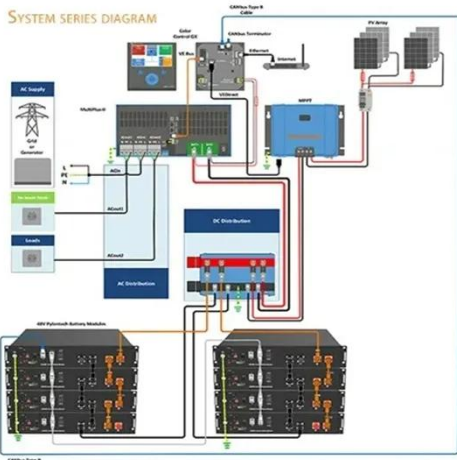 SYSTEM SERIES DIAGRAM
CANbus Type B
Cable
Color
Control GX
CANbus Terminator
PV Array
VE Bus
Ethernet
Internet
AC Supply
MultiPlus-II
VE Direct
MPPT
Grid
or
Generator
L
PE
N
ACin
ACout1
Loads
DC Distribution
ACout2
AC Distribution
48V Pylontech Battery Modules